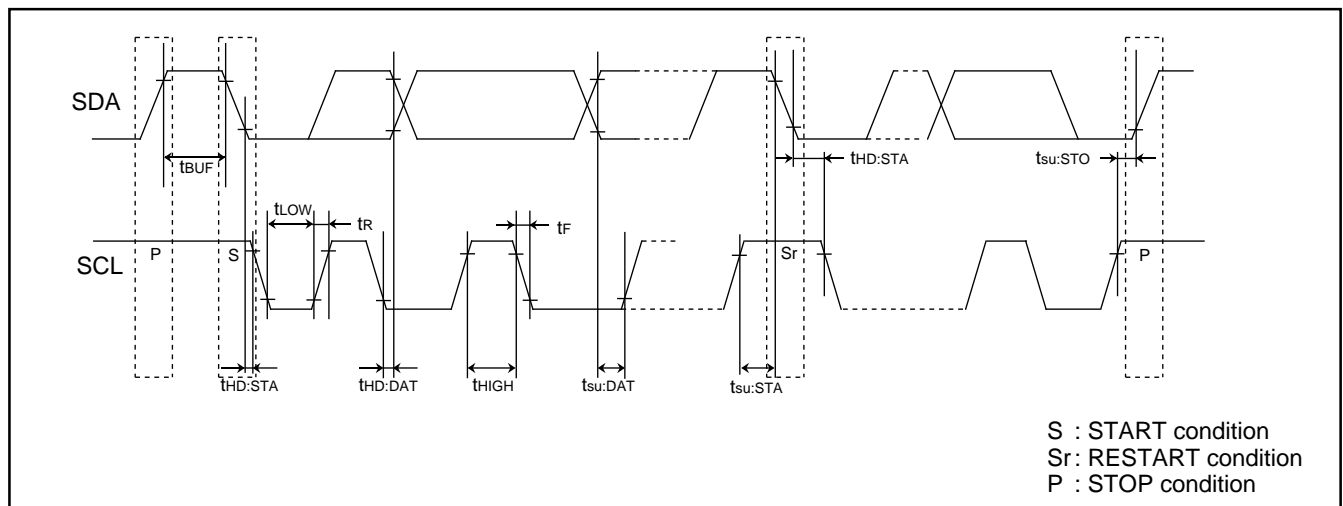 SDA
tBUF
tHD:STA
tsu:STO
tLOW
tR
tF
SCL
P
S
Sr
P
tHD:STA
tHD:DAT
tHIGH
tsu:DAT
tsu:STA
S : START condition
Sr : RESTART condition
P : STOP condition